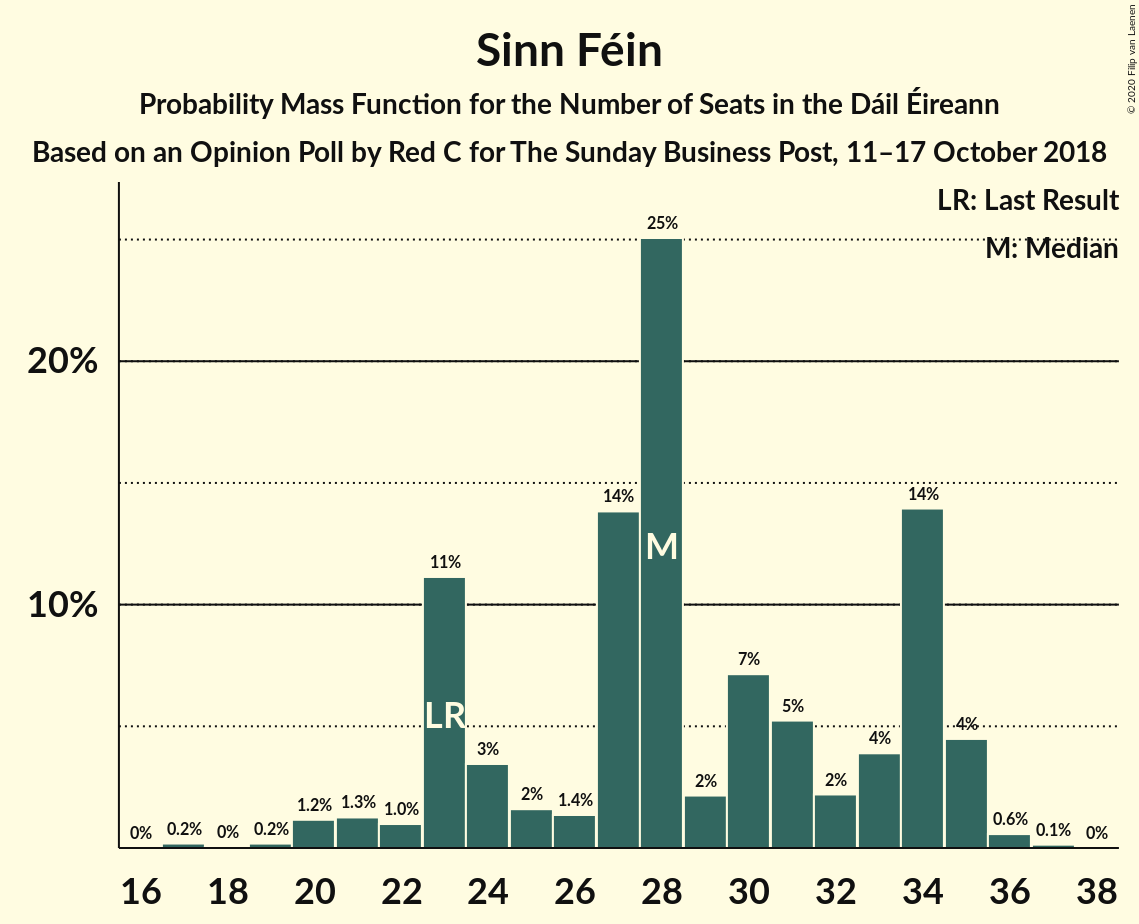 © 2020 Filip van Laenen
Sinn Féin
Probability Mass Function for the Number of Seats in the Dáil Éireann
Based on an Opinion Poll by Red C for The Sunday Business Post, 11–17 October 2018
LR: Last Result
M: Median
20%
10%
0%
0.2%
0%
0.2%
1.2%
1.3%
1.0%
11%
3%
2%
1.4%
14%
25%
2%
7%
5%
2%
4%
14%
4%
0.6%
0.1%
0%
LR
M
16 18 20 22 24 26 28 30 32 34 36 38